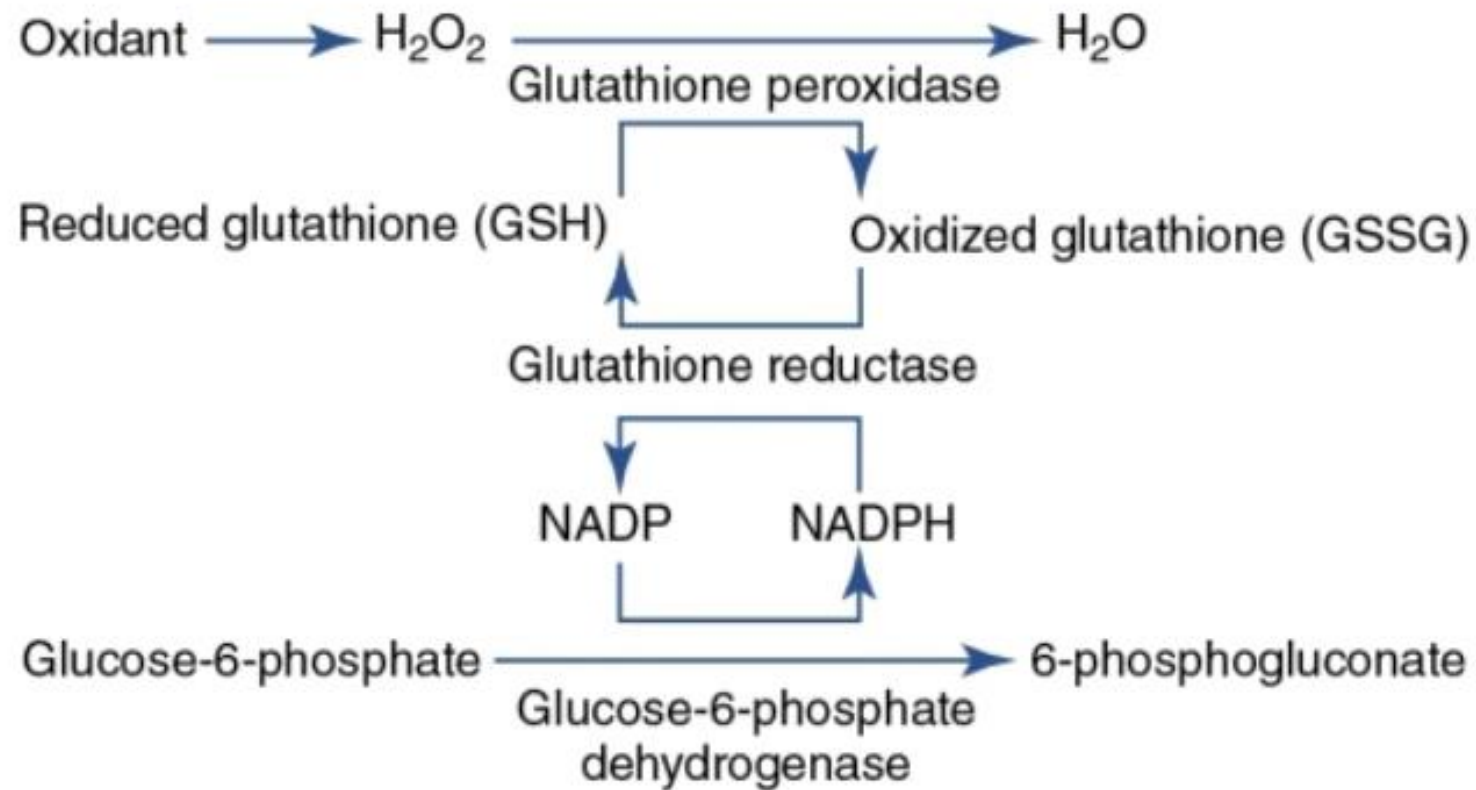 Oxidant H₂O₂ H₂O
Glutathione peroxidase
Reduced glutathione (GSH) Oxidized glutathione (GSSG)
Glutathione reductase
NADP NADPH
Glucose-6-phosphate 6-phosphogluconate
Glucose-6-phosphate
dehydrogenase